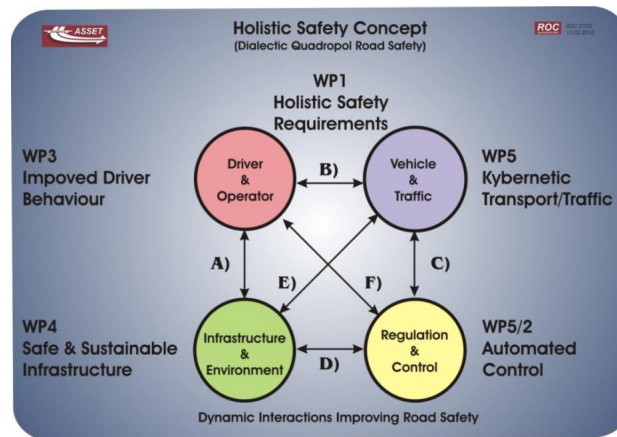 ASSET
Holistic Safety Concept
(Dialectic Quadropol Road Safety)
ROC
WP1
Holistic Safety
Requirements
WP3
Impoved Driver
Behaviour
Driver
&
Operator
B)
Vehicle
&
Traffic
WP5
Kybernetic
Transport/Traffic
A)
E)
F)
C)
WP4
Safe & Sustainable
Infrastructure
Infrastructure
&
Environment
D)
Regulation
&
Control
WP5/2
Automated
Control
Dynamic Interactions Improving Road Safety